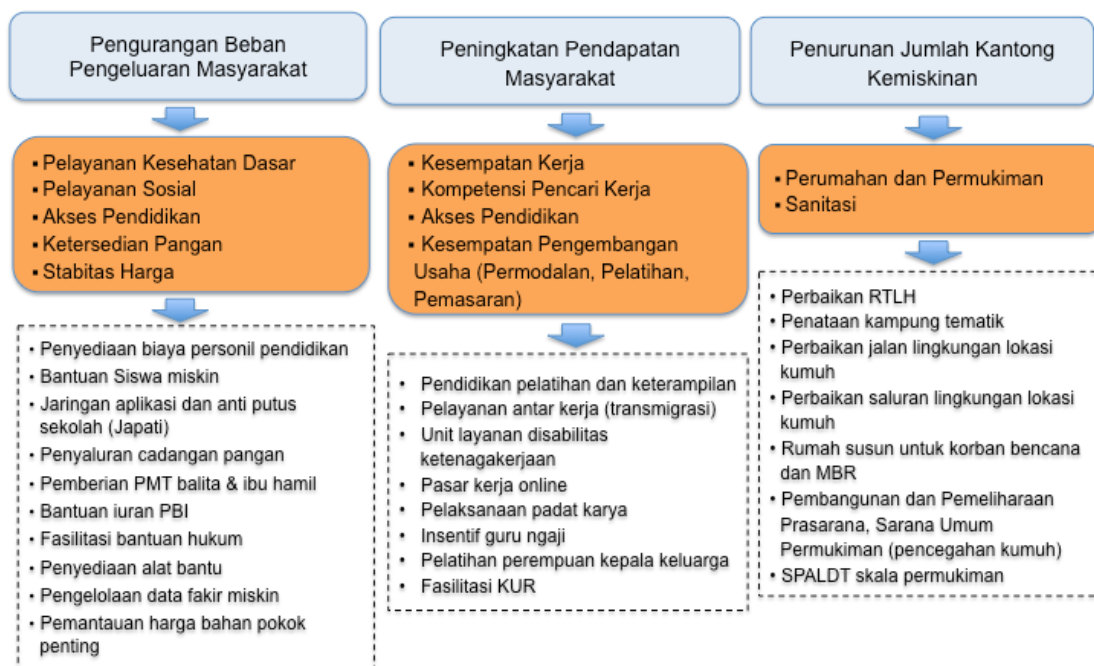 Pengurangan Beban
Pengeluaran Masyarakat
▪ Pelayanan Kesehatan Dasar
▪ Pelayanan Sosial
▪ Akses Pendidikan
▪ Ketersedian Pangan
▪ Stabitas Harga
• Penyediaan biaya personil pendidikan
• Bantuan Siswa miskin
• Jaringan aplikasi dan anti putus
sekolah (Japati)
• Penyaluran cadangan pangan
• Pemberian PMT balita & ibu hamil
• Bantuan iuran PBI
• Fasilitasi bantuan hukum
• Penyediaan alat bantu
• Pengelolaan data fakir miskin
• Pemantauan harga bahan pokok
penting
Peningkatan Pendapatan
Masyarakat
▪ Kesempatan Kerja
▪ Kompetensi Pencari Kerja
▪ Akses Pendidikan
▪ Kesempatan Pengembangan
Usaha (Permodalan, Pelatihan,
Pemasaran)
• Pendidikan pelatihan dan keterampilan
• Pelayanan antar kerja (transmigrasi)
• Unit layanan disabilitas
ketenagakerjaan
• Pasar kerja online
• Pelaksanaan padat karya
• Insentif guru ngaji
• Pelatihan perempuan kepala keluarga
• Fasilitasi KUR
Penurunan Jumlah Kantong
Kemiskinan
▪ Perumahan dan Permukiman
▪ Sanitasi
• Perbaikan RTLH
• Penataan kampung tematik
• Perbaikan jalan lingkungan lokasi
kumuh
• Perbaikan saluran lingkungan lokasi
kumuh
• Rumah susun untuk korban bencana
dan MBR
• Pembangunan dan Pemeliharaan
Prasarana, Sarana Umum
Permukiman (pencegahan kumuh)
• SPALDT skala permukiman